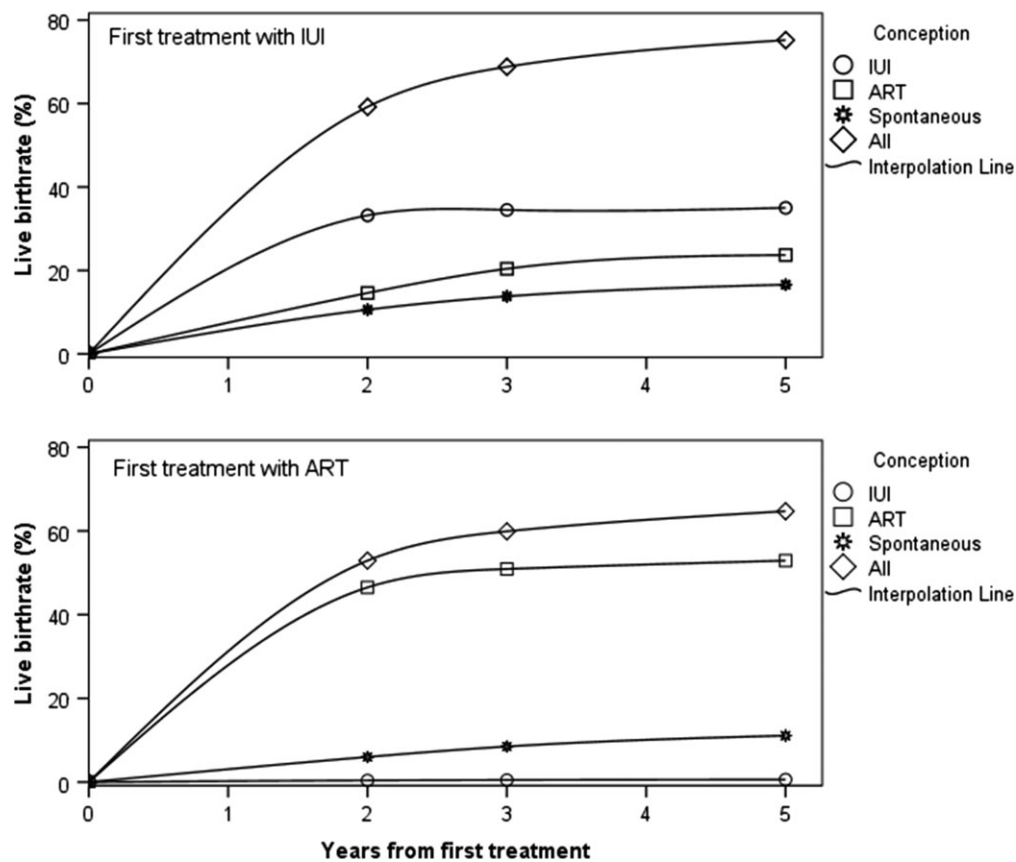 First treatment with IUI
Live birthrate (%)
80
60
40
20
0
0 1 2 3 4 5
Conception
IUI
ART
Spontaneous
All
Interpolation Line
First treatment with ART
Live birthrate (%)
80
60
40
20
0
0 1 2 3 4 5
Years from first treatment
Conception
IUI
ART
Spontaneous
All
Interpolation Line